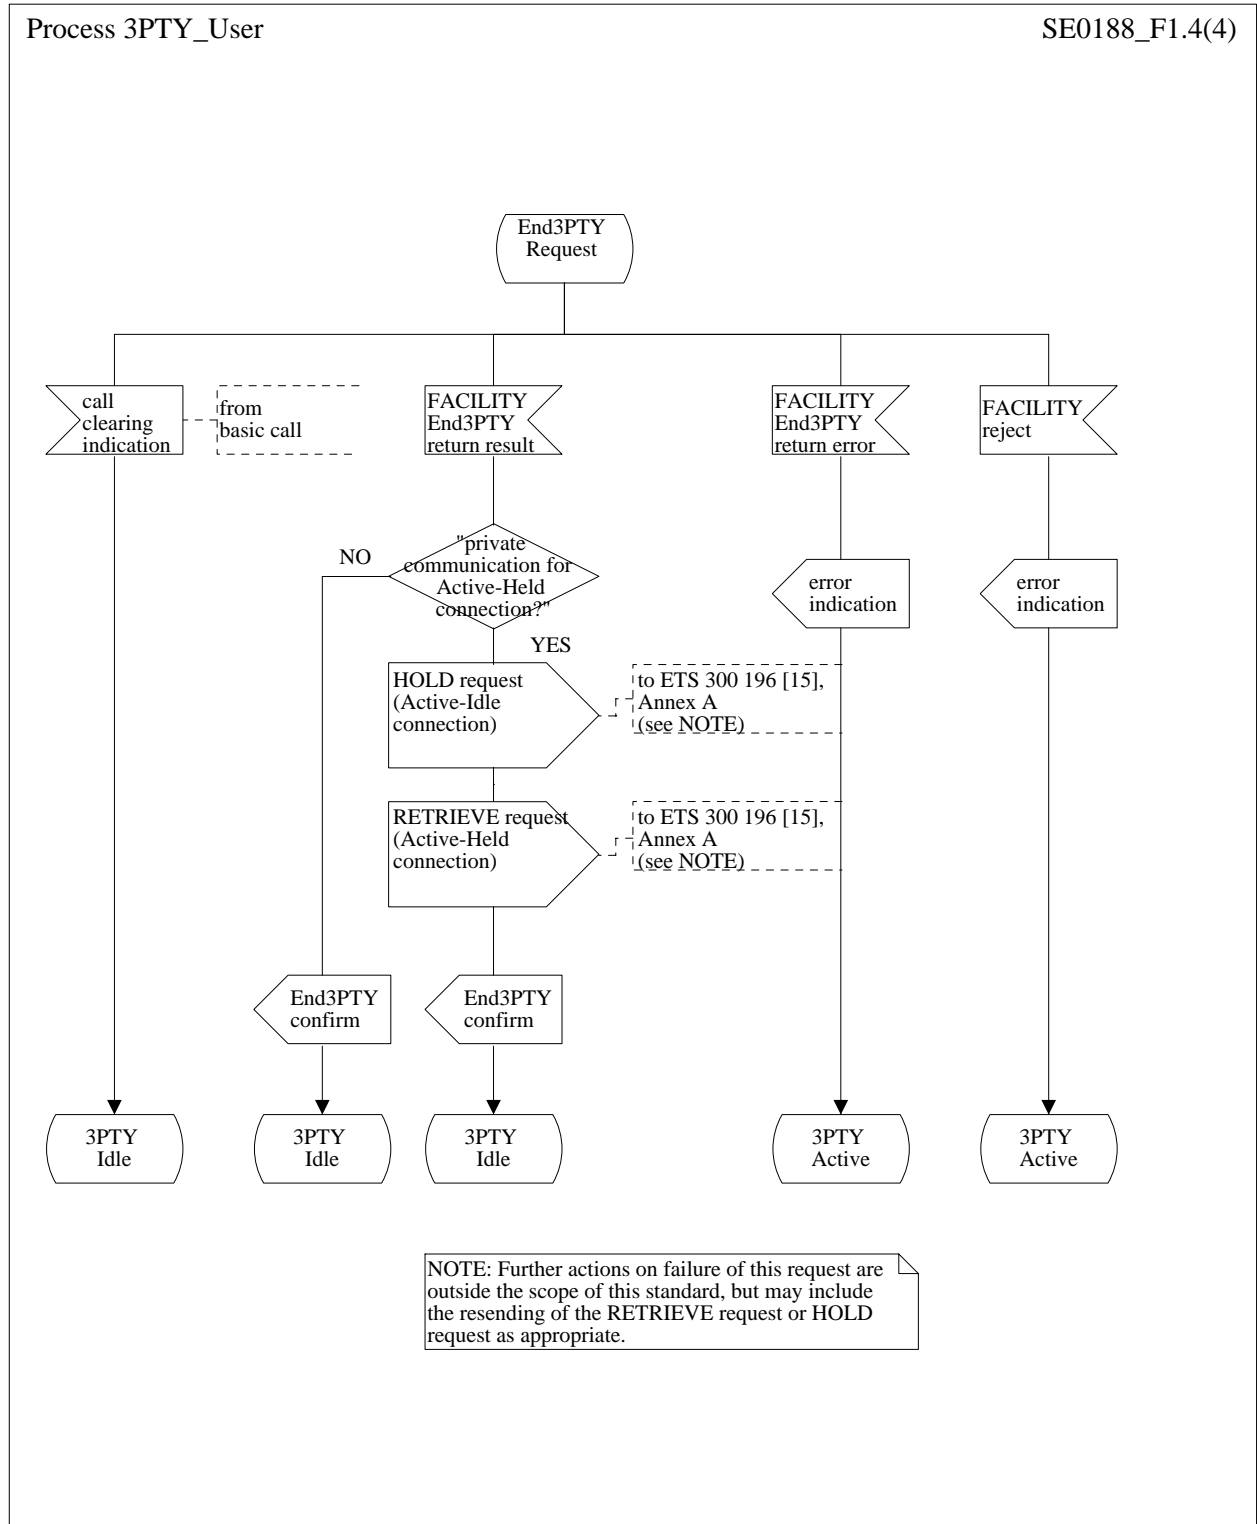 Process 3PTY_User
SE0188_F1.4(4)
End3PTY
Request
call
clearing
indication
from
basic call
FACILITY
End3PTY
return result
FACILITY
End3PTY
return error
FACILITY
reject
NO
"private
communication for
Active-Held
connection?"
YES
error
indication
error
indication
HOLD request
(Active-Idle
connection)
to ETS 300 196 [15],
Annex A
(see NOTE)
RETRIEVE request
(Active-Held
connection)
to ETS 300 196 [15],
Annex A
(see NOTE)
End3PTY
confirm
End3PTY
confirm
3PTY
Idle
3PTY
Idle
3PTY
Idle
3PTY
Active
3PTY
Active
NOTE: Further actions on failure of this request are
outside the scope of this standard, but may include
the resending of the RETRIEVE request or HOLD
request as appropriate.